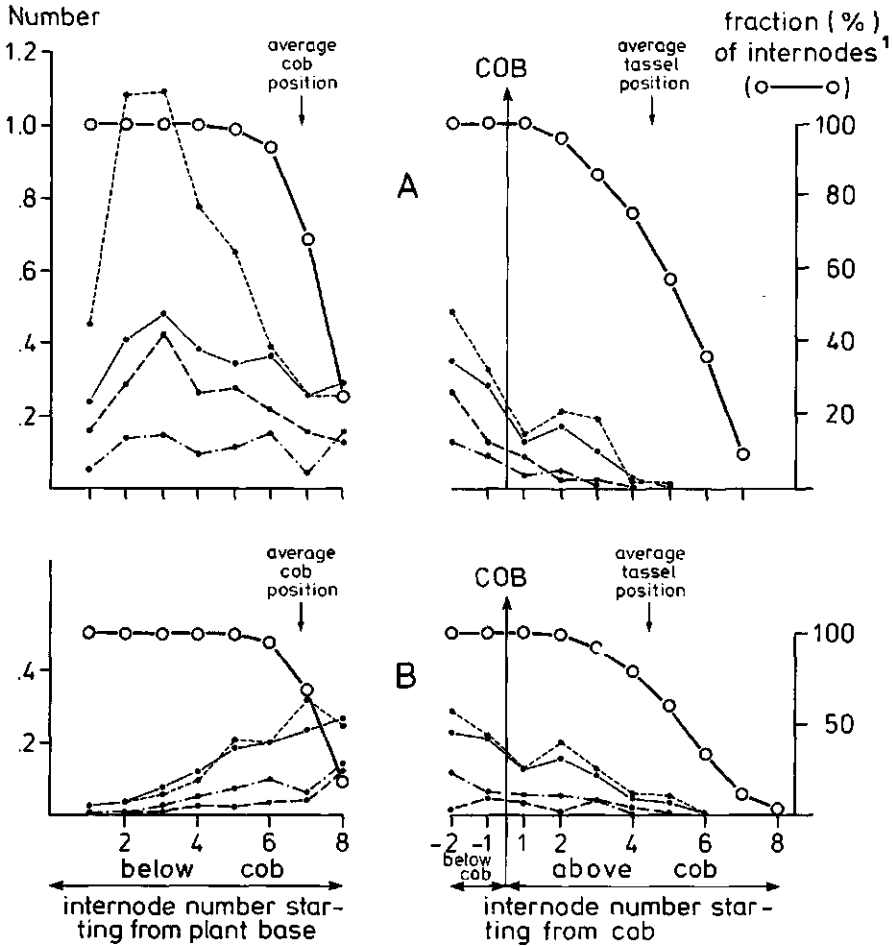 Number
1.2
1.0
.8
.6
.4
.2
average
cob
position
COB
average
tassel
position
fraction (%)
of internodes¹
(o—o)
A
100
80
60
40
20
.4
.2
average
cob
position
COB
average
tassel
position
B
100
50
2 4 6 8
below cob
internode number star-
ting from plant base
-2 -1 1 2 4 6 8
below
cob
above cob
internode number star-
ting from cob